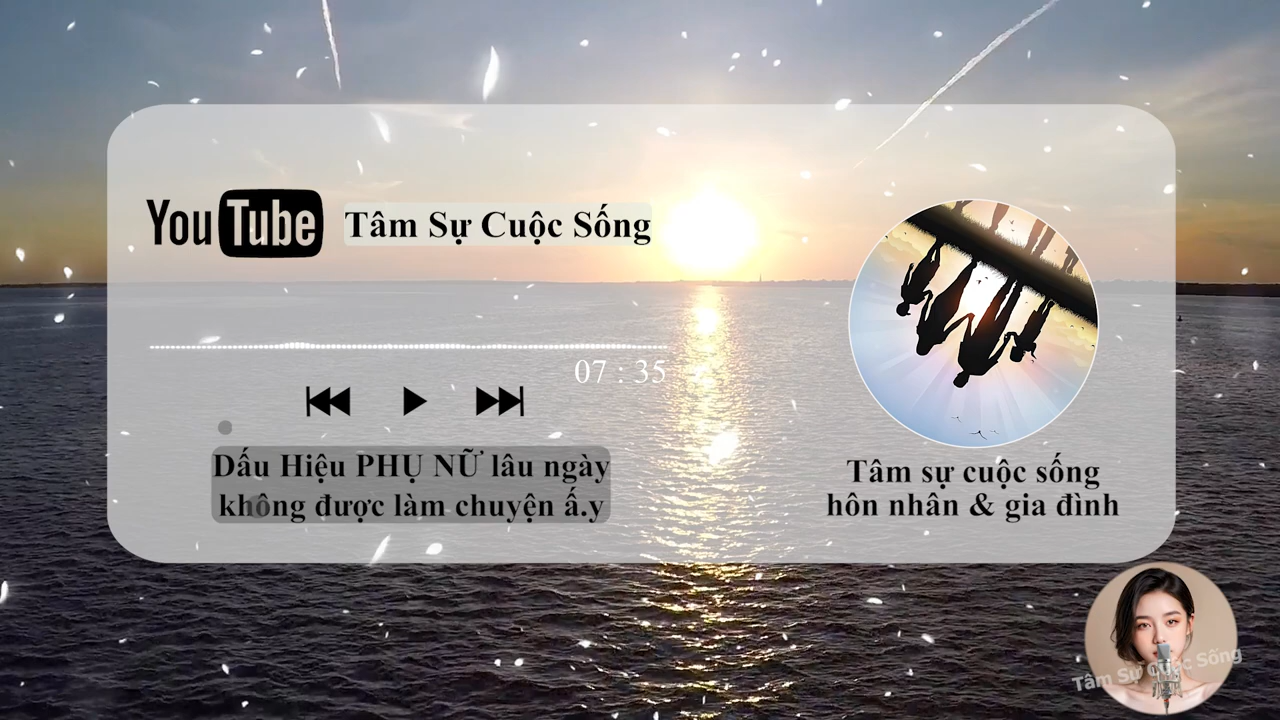 YouTube Tâm Sự Cuộc Sống
07 : 35
Dấu Hiệu PHỤ NỮ lâu ngày
không được làm chuyện ấ.y
Tâm sự cuộc sống
hôn nhân & gia đình
Tâm Sự Cuộc Sống